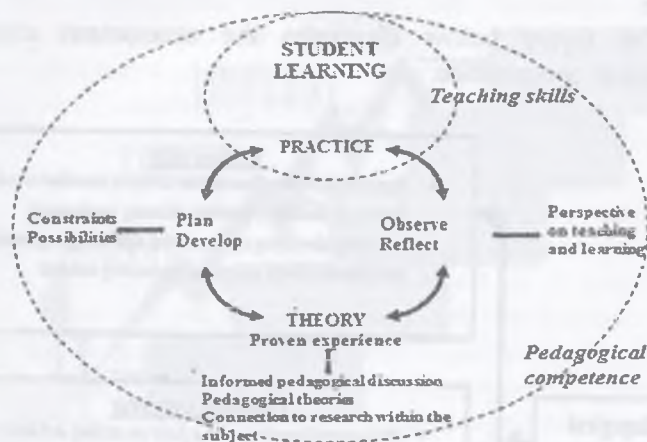 STUDENT
LEARNING
Teaching skills
PRACTICE
Constraints
Possibilities
Plan
Develop
Observe
Reflect
Perspective
on teaching
and learning
THEORY
Proven experience
Informed pedagogical discussion
Pedagogical theories
Connection to research within the
subject
Pedagogical
competence